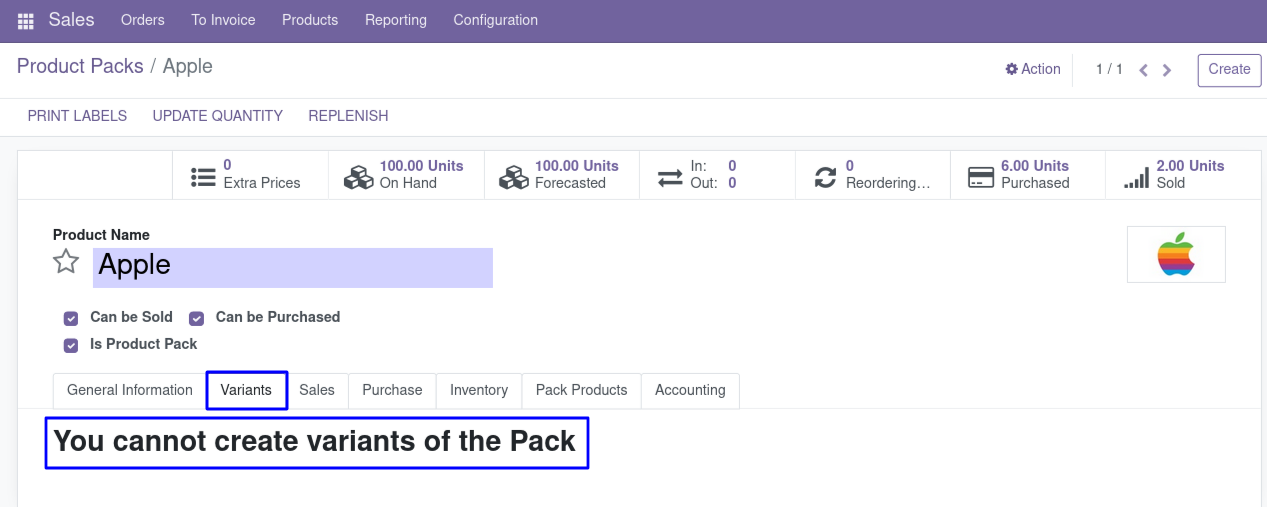 Sales Orders To Invoice Products Reporting Configuration
Product Packs / Apple
Action 1 / 1 Create
PRINT LABELS UPDATE QUANTITY REPLENISH
0
Extra Prices
100.00 Units
On Hand
100.00 Units
Forecasted
In: 0
Out: 0
0
Reordering...
6.00 Units
Purchased
2.00 Units
Sold
Product Name
Apple
Can be Sold Can be Purchased
Is Product Pack
General Information Variants Sales Purchase Inventory Pack Products Accounting
You cannot create variants of the Pack